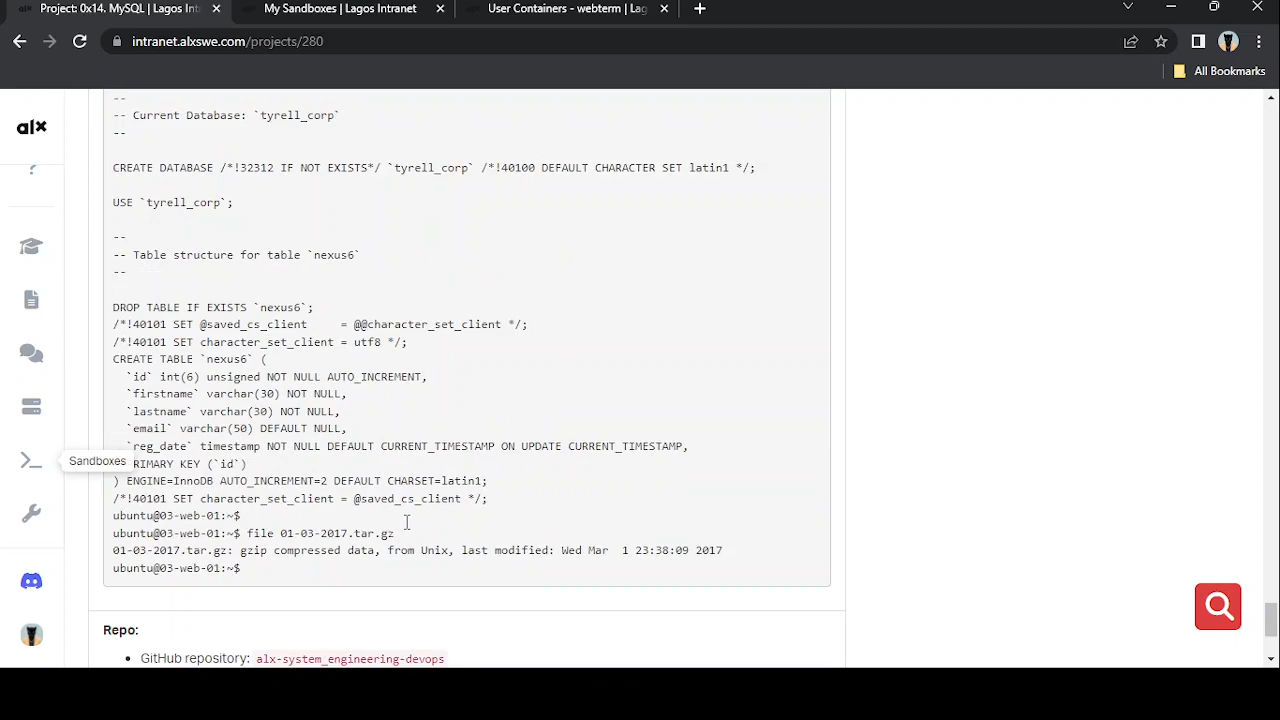 Project: 0x14. MySQL | Lagos Int
My Sandboxes | Lagos Intranet
User Containers - webterm | Lag
intranet.alxswe.com/projects/280
All Bookmarks
alx
?
--
-- Current Database: `tyrell_corp`
--
CREATE DATABASE /*!32312 IF NOT EXISTS*/ `tyrell_corp` /*!40100 DEFAULT CHARACTER SET latin1 */;
USE `tyrell_corp`;
--
-- Table structure for table `nexus6`
--
DROP TABLE IF EXISTS `nexus6`;
/*!40101 SET @saved_cs_client     = @@character_set_client */;
/*!40101 SET character_set_client = utf8 */;
CREATE TABLE `nexus6` (
`id` int(6) unsigned NOT NULL AUTO_INCREMENT,
`firstname` varchar(30) NOT NULL,
`lastname` varchar(30) NOT NULL,
`email` varchar(50) DEFAULT NULL,
`reg_date` timestamp NOT NULL DEFAULT CURRENT_TIMESTAMP ON UPDATE CURRENT_TIMESTAMP,
Sandboxes
RIMARY KEY (`id`)
) ENGINE=InnoDB AUTO_INCREMENT=2 DEFAULT CHARSET=latin1;
/*!40101 SET character_set_client = @saved_cs_client */;
ubuntu@03-web-01:~$
ubuntu@03-web-01:~$ file 01-03-2017.tar.gz
01-03-2017.tar.gz: gzip compressed data, from Unix, last modified: Wed Mar  1 23:38:09 2017
ubuntu@03-web-01:~$
Repo:
• GitHub repository: alx-system_engineering-devops